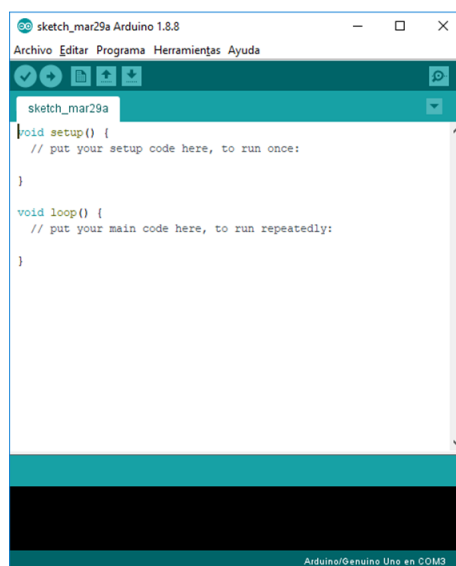 sketch_mar29a Arduino 1.8.8
Archivo Editar Programa Herramientas Ayuda
sketch_mar29a
void setup() {
// put your setup code here, to run once:
}
void loop() {
// put your main code here, to run repeatedly:
}
Arduino/Genuino Uno en COM3